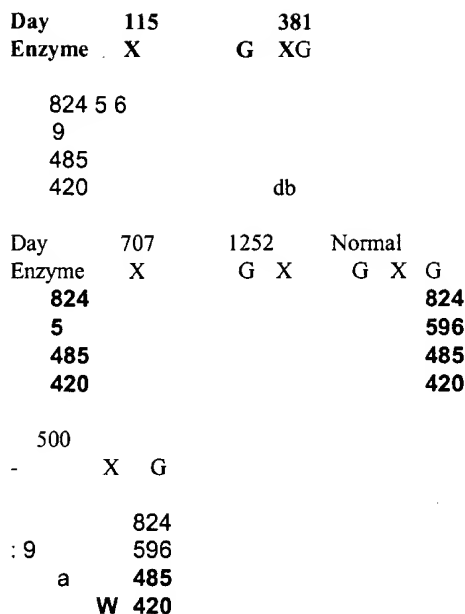 Day 115 381
Enzyme X G XG
824 5 6
9
485
420 db
Day 707 1252 Normal
Enzyme X G X G X G
824 824
5 596
485 485
420 420
500
- X G
824
: 9 596
a 485
W 420